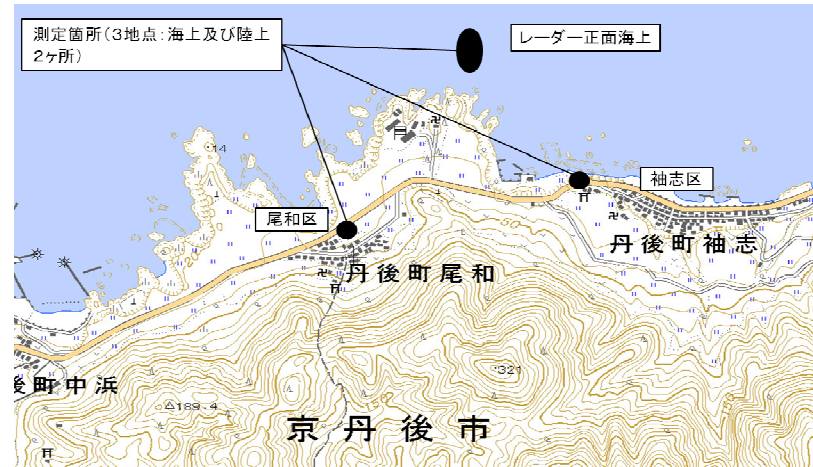 測定箇所(3地点:海上及び陸上
2ヶ所)
レーダー正面海上
14
袖志区
尾和区
丹後町袖志
丹後町尾和
321
後町中浜
189.4
京丹後市